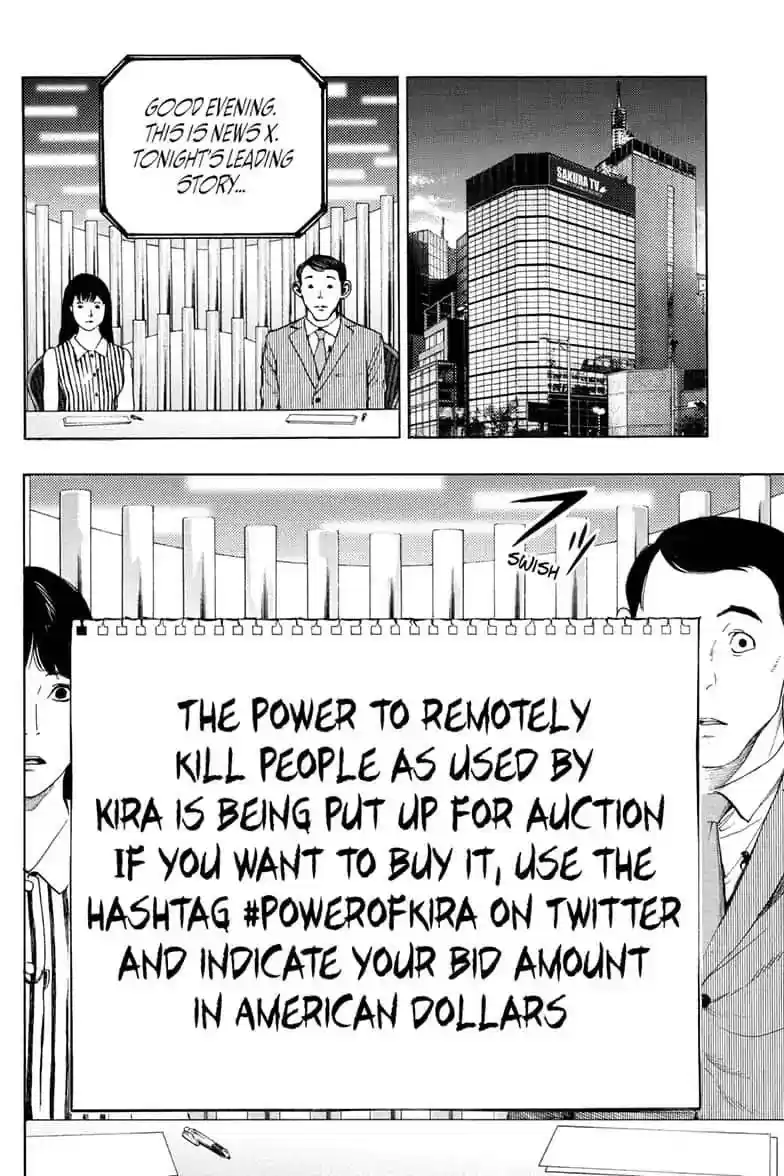 SAKURA TV
GOOD EVENING.
THIS IS NEWS X.
TONIGHT'S LEADING
STORY...
SWISH
THE POWER TO REMOTELY
KILL PEOPLE AS USED BY
KIRA IS BEING PUT UP FOR AUCTION
IF YOU WANT TO BUY IT, USE THE
HASHTAG #POWEROFKIRA ON TWITTER
AND INDICATE YOUR BID AMOUNT
IN AMERICAN DOLLARS